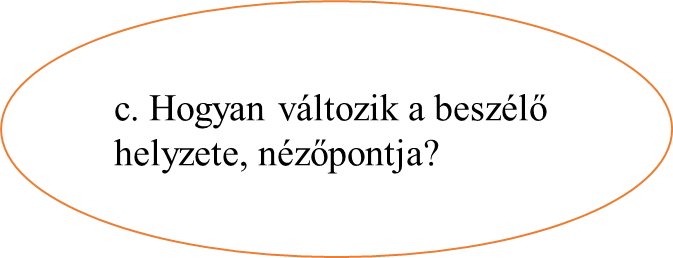 c. Hogyan változik a beszélő
helyzete, nézőpontja?